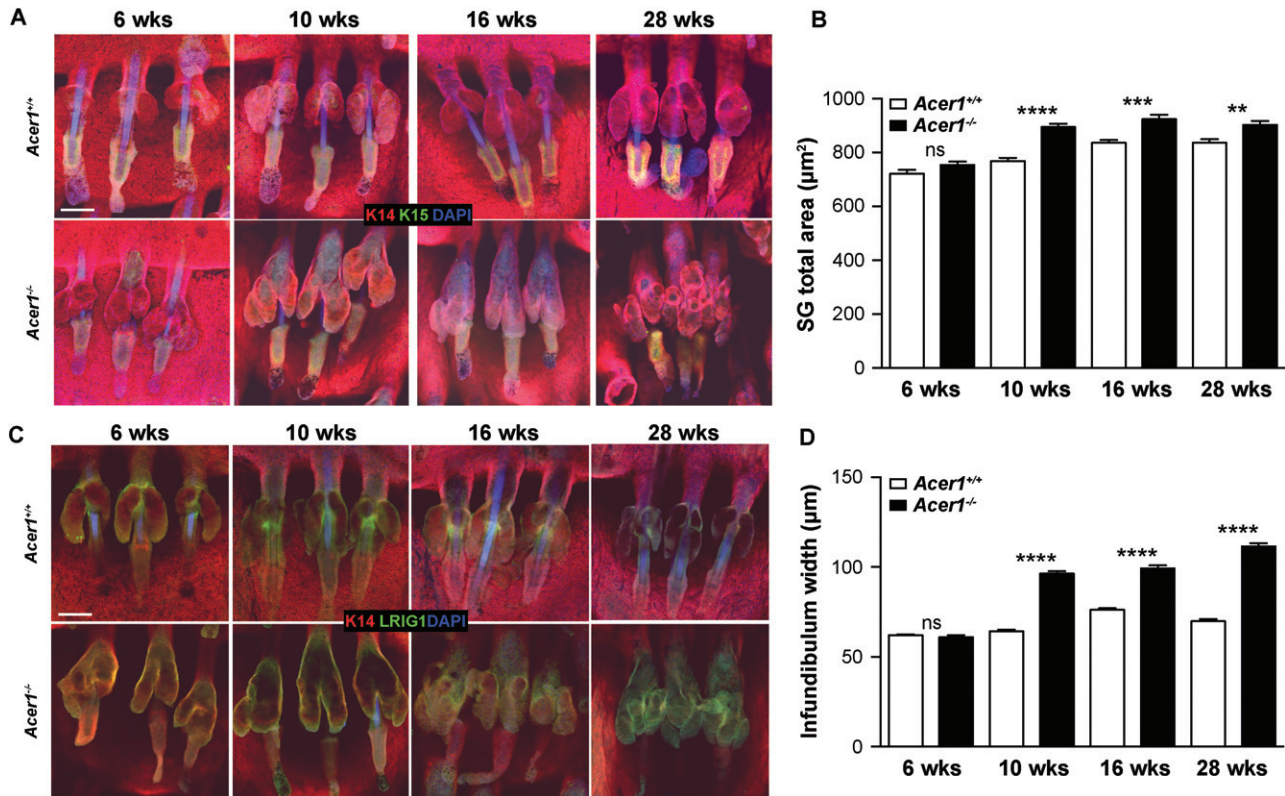 A
6 wks 10 wks 16 wks 28 wks
Acer1+/+
K14 K15 DAPI
Acer1-/-
B
SG total area (µm²)
1000
800
600
400
200
0
Acer1+/+
Acer1-/-
ns
****
***
**
6 wks 10 wks 16 wks 28 wks
C
6 wks 10 wks 16 wks 28 wks
Acer1+/+
K14 LRIG1 DAPI
Acer1-/-
D
Infundibulum width (µm)
150
100
50
0
Acer1+/+
Acer1-/-
ns
****
****
****
6 wks 10 wks 16 wks 28 wks